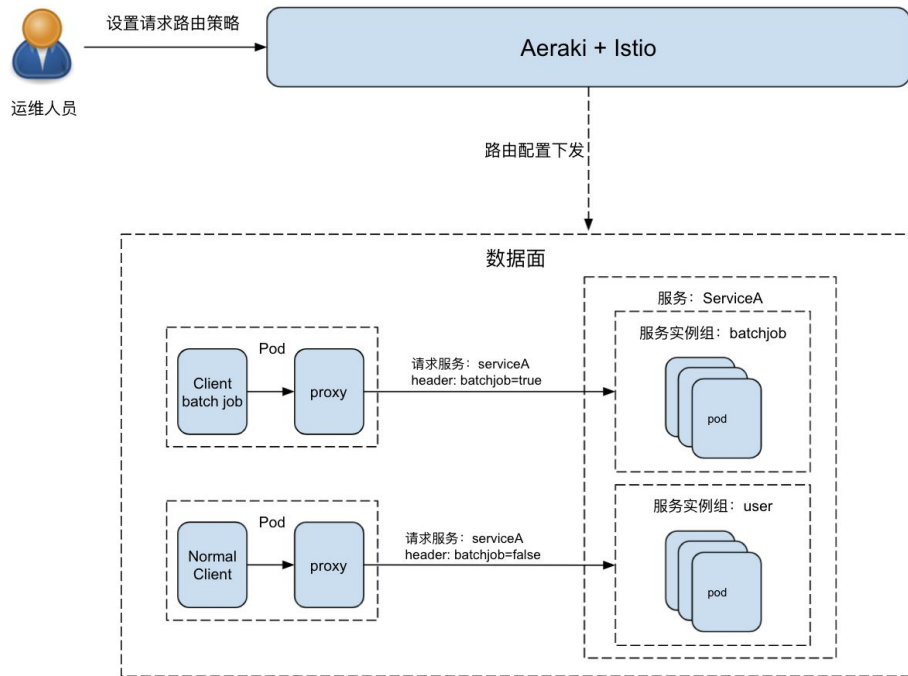 设置请求路由策略
Aeraki + Istio
运维人员
路由配置下发
数据面
服务：ServiceA
服务实例组：batchjob
Pod
请求服务：serviceA
header: batchjob=true
Client
batch job
proxy
pod
服务实例组：user
Pod
请求服务：serviceA
header: batchjob=false
Normal
Client
proxy
pod